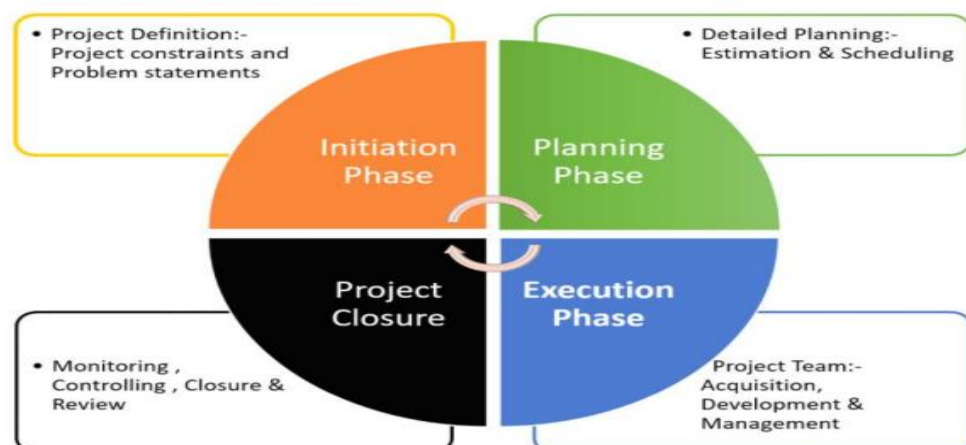 • Project Definition:-
Project constraints and
Problem statements
• Detailed Planning:-
Estimation & Scheduling
Initiation
Phase
Planning
Phase
Project
Closure
Execution
Phase
• Monitoring ,
Controlling , Closure &
Review
Project Team:-
Acquisition,
Development &
Management